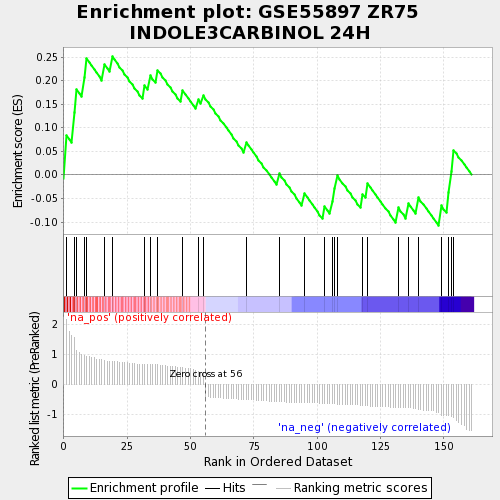 Enrichment plot: GSE55897 ZR75
INDOLE3CARBINOL 24H
Enrichment score (ES)
0.25
0.20
0.15
0.10
0.05
0.00
-0.05
-0.10
'na_pos' (positively correlated)
Ranked list metric (PreRanked)
2
1
0
-1
Zero cross at 56
'na_neg' (negatively correlated)
0
25
50
75
100
125
150
Rank in Ordered Dataset
Enrichment profile
Hits
Ranking metric scores